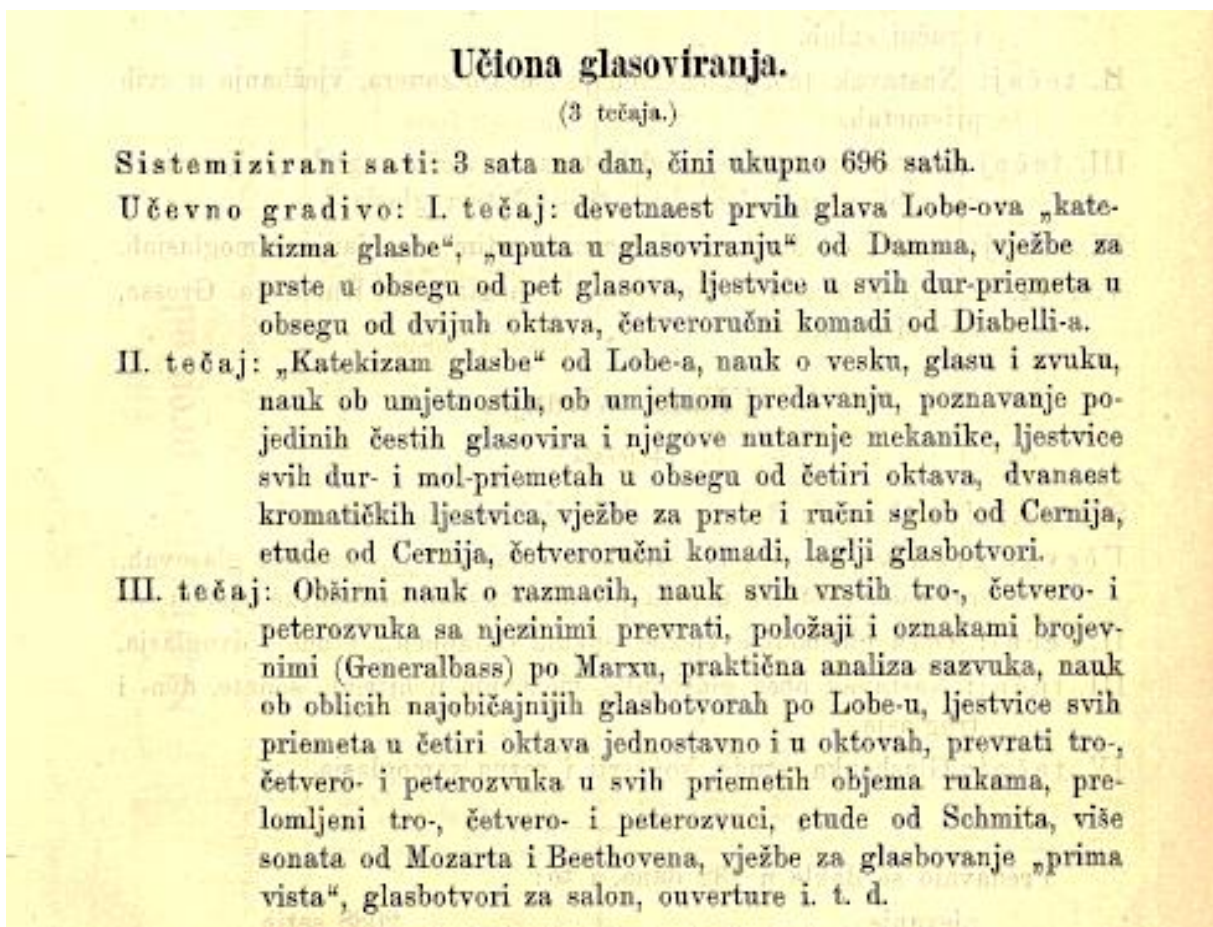 Učiona glasoviranja.
(3 tečaja.)
Sistemizirani sati: 3 sata na dan, čini ukupno 696 satih.
Učevno gradivo: I. tečaj: devetnaest prvih glava Lobe-ova „kate-
kizma glasbe“, „uputa u glasoviranju“ od Damma, vježbe za
prste u obsegu od pet glasova, ljestvice u svih dur-priemeta u
obsegu od dvijuh oktava, četveroručni komadi od Diabelli-a.
II. tečaj: „Katekizam glasbe“ od Lobe-a, nauk o vesku, glasu i zvuku,
nauk ob umjetnostih, ob umjetnom predavanju, poznavanje po-
jedinih čestih glasovira i njegove nutarnje mekanike, ljestvice
svih dur- i mol-priemetah u obsegu od četiri oktava, dvanaest
kromatičkih ljestvica, vježbe za prste i ručni sglob od Cernija,
etude od Cernija, četveroručni komadi, laglji glasbotvori.
III. tečaj: Obširni nauk o razmacih, nauk svih vrstih tro-, četvero- i
peterozvuka sa njezinimi prevrati, položaji i oznakami brojev-
nimi (Generalbass) po Marxu, praktična analiza sazvuka, nauk
ob oblicih najobičajnijih glasbotvorah po Lobe-u, ljestvice svih
priemeta u četiri oktava jednostavno i u oktovah, prevrati tro-,
četvero- i peterozvuka u svih priemetih objema rukama, pre-
lomljeni tro-, četvero- i peterozvuci, etude od Schmita, više
sonata od Mozarta i Beethovena, vježbe za glasbovanje „prima
vista“, glasbotvori za salon, ouverture i. t. d.